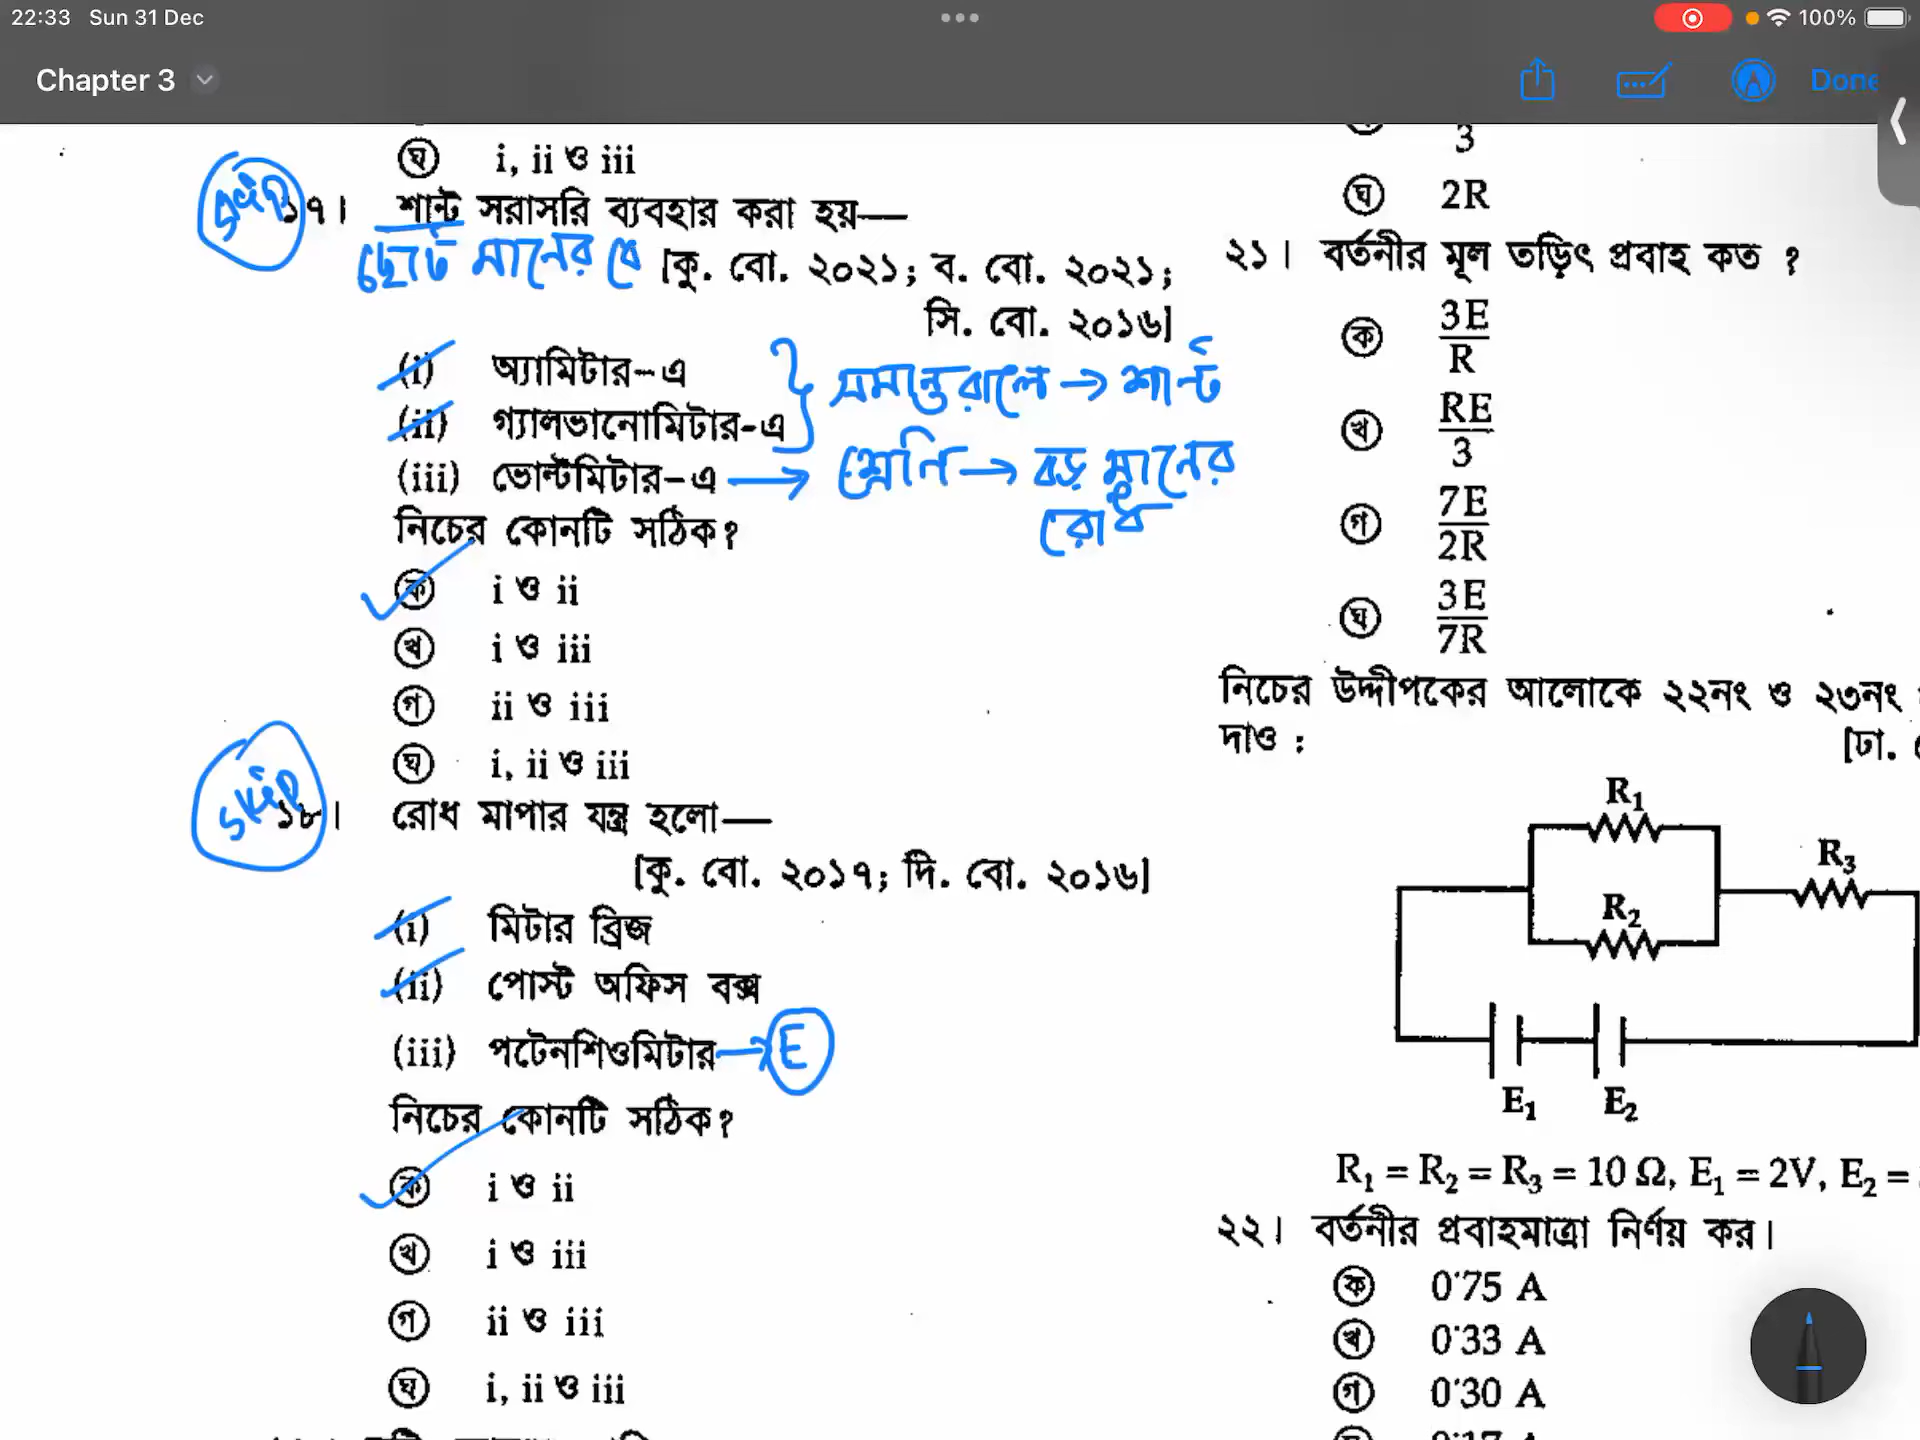 22:33 Sun 31 Dec
100%
Chapter 3
Done
ঘ i, ii ও iii
skip
১৭। শান্ট সরাসরি ব্যবহার করা হয়—
ছোট মানের রো
[কু. বো. ২০২১; ব. বো. ২০২১;
সি. বো. ২০১৬]
(i) অ্যামিটার-এ
(ii) গ্যালভানোমিটার-এ
সমান্তরালে → শান্ট
(iii) ভোল্টমিটার-এ → শ্রেণি → বড় মানের
রোধ
নিচের কোনটি সঠিক?
ক i ও ii
খ i ও iii
গ ii ও iii
ঘ i, ii ও iii
skip
১৮। রোধ মাপার যন্ত্র হলো—
[কু. বো. ২০১৭; দি. বো. ২০১৬]
(i) মিটার ব্রিজ
(ii) পোস্ট অফিস বক্স
(iii) পটেনশিওমিটার → E
নিচের কোনটি সঠিক?
ক i ও ii
খ i ও iii
গ ii ও iii
ঘ i, ii ও iii
3
ঘ 2R
২১। বর্তনীর মূল তড়িৎ প্রবাহ কত ?
ক 3E/R
খ RE/3
গ 7E/2R
ঘ 3E/7R
নিচের উদ্দীপকের আলোকে ২২নং ও ২৩নং
দাও :
[ঢা.
R₁
R₃
R₂
E₁ E₂
R₁ = R₂ = R₃ = 10 Ω, E₁ = 2V, E₂ =
২২। বর্তনীর প্রবাহমাত্রা নির্ণয় কর।
ক 0·75 A
খ 0·33 A
গ 0·30 A